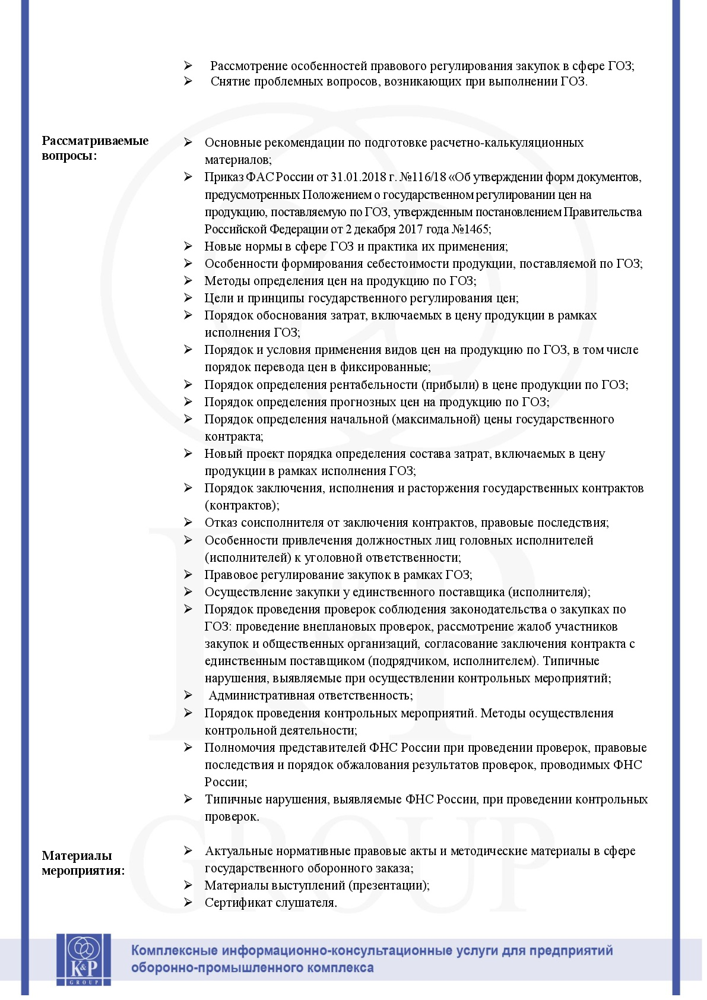 ➢ Рассмотрение особенностей правового регулирования закупок в сфере ГОЗ;
➢ Снятие проблемных вопросов, возникающих при выполнении ГОЗ.
Рассматриваемые
вопросы:
➢ Основные рекомендации по подготовке расчетно-калькуляционных
материалов;
➢ Приказ ФАС России от 31.01.2018 г. №116/18 «Об утверждении форм документов,
предусмотренных Положением о государственном регулировании цен на
продукцию, поставляемую по ГОЗ, утвержденным постановлением Правительства
Российской Федерации от 2 декабря 2017 года №1465;
➢ Новые нормы в сфере ГОЗ и практика их применения;
➢ Особенности формирования себестоимости продукции, поставляемой по ГОЗ;
➢ Методы определения цен на продукцию по ГОЗ;
➢ Цели и принципы государственного регулирования цен;
➢ Порядок обоснования затрат, включаемых в цену продукции в рамках
исполнения ГОЗ;
➢ Порядок и условия применения видов цен на продукцию по ГОЗ, в том числе
порядок перевода цен в фиксированные;
➢ Порядок определения рентабельности (прибыли) в цене продукции по ГОЗ;
➢ Порядок определения прогнозных цен на продукцию по ГОЗ;
➢ Порядок определения начальной (максимальной) цены государственного
контракта;
➢ Новый проект порядка определения состава затрат, включаемых в цену
продукции в рамках исполнения ГОЗ;
➢ Порядок заключения, исполнения и расторжения государственных контрактов
(контрактов);
➢ Отказ соисполнителя от заключения контрактов, правовые последствия;
➢ Особенности привлечения должностных лиц головных исполнителей
(исполнителей) к уголовной ответственности;
➢ Правовое регулирование закупок в рамках ГОЗ;
➢ Осуществление закупки у единственного поставщика (исполнителя);
➢ Порядок проведения проверок соблюдения законодательства о закупках по
ГОЗ: проведение внеплановых проверок, рассмотрение жалоб участников
закупок и общественных организаций, согласование заключения контракта с
единственным поставщиком (подрядчиком, исполнителем). Типичные
нарушения, выявляемые при осуществлении контрольных мероприятий;
➢ Административная ответственность;
➢ Порядок проведения контрольных мероприятий. Методы осуществления
контрольной деятельности;
➢ Полномочия представителей ФНС России при проведении проверок, правовые
последствия и порядок обжалования результатов проверок, проводимых ФНС
России;
➢ Типичные нарушения, выявляемые ФНС России, при проведении контрольных
проверок.
Материалы
мероприятия:
➢ Актуальные нормативные правовые акты и методические материалы в сфере
государственного оборонного заказа;
➢ Материалы выступлений (презентации);
➢ Сертификат слушателя.
K&P
GROUP
K&P
GROUP
Комплексные информационно-консультационные услуги для предприятий
оборонно-промышленного комплекса